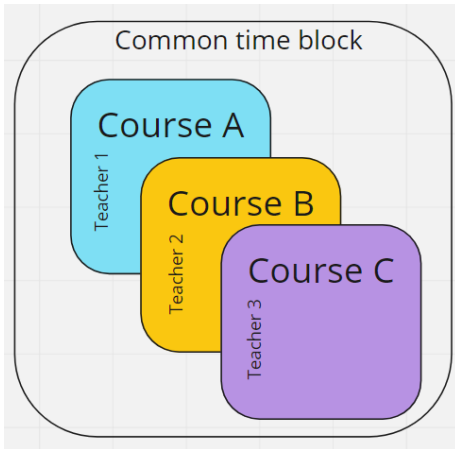 Common time block
Course A
Teacher 1
Course B
Teacher 2
Course C
Teacher 3